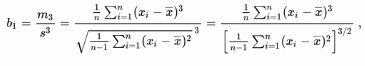 b_1 = \frac{m_3}{s^3} = \frac{\frac{1}{n} \sum_{i=1}^{n} (x_i - \overline{x})^3}{\sqrt{\frac{1}{n-1} \sum_{i=1}^{n} (x_i - \overline{x})^2}^{\,3}} = \frac{\frac{1}{n} \sum_{i=1}^{n} (x_i - \overline{x})^3}{\left[ \frac{1}{n-1} \sum_{i=1}^{n} (x_i - \overline{x})^2 \right]^{3/2}} ,